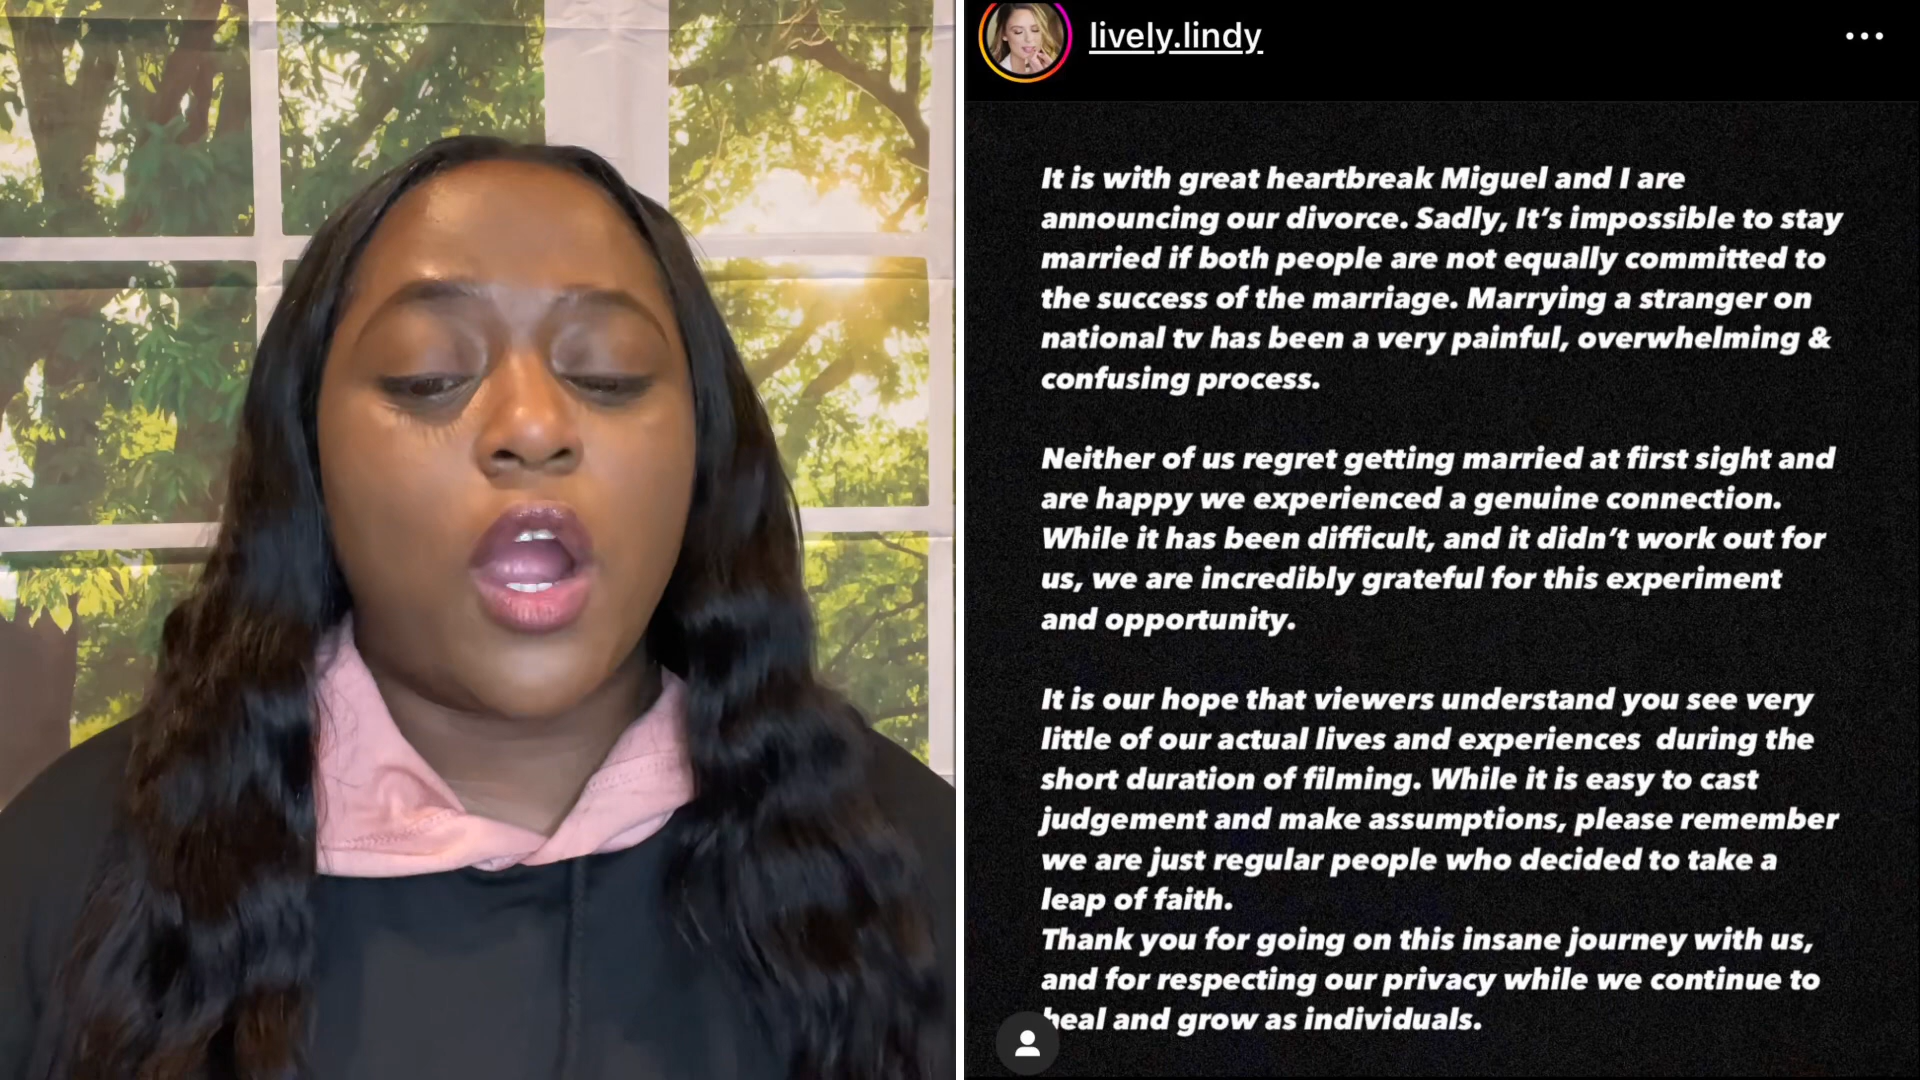 lively.lindy
It is with great heartbreak Miguel and I are
announcing our divorce. Sadly, It's impossible to stay
married if both people are not equally committed to
the success of the marriage. Marrying a stranger on
national tv has been a very painful, overwhelming &
confusing process.
Neither of us regret getting married at first sight and
are happy we experienced a genuine connection.
While it has been difficult, and it didn't work out for
us, we are incredibly grateful for this experiment
and opportunity.
It is our hope that viewers understand you see very
little of our actual lives and experiences during the
short duration of filming. While it is easy to cast
judgement and make assumptions, please remember
we are just regular people who decided to take a
leap of faith.
Thank you for going on this insane journey with us,
and for respecting our privacy while we continue to
heal and grow as individuals.